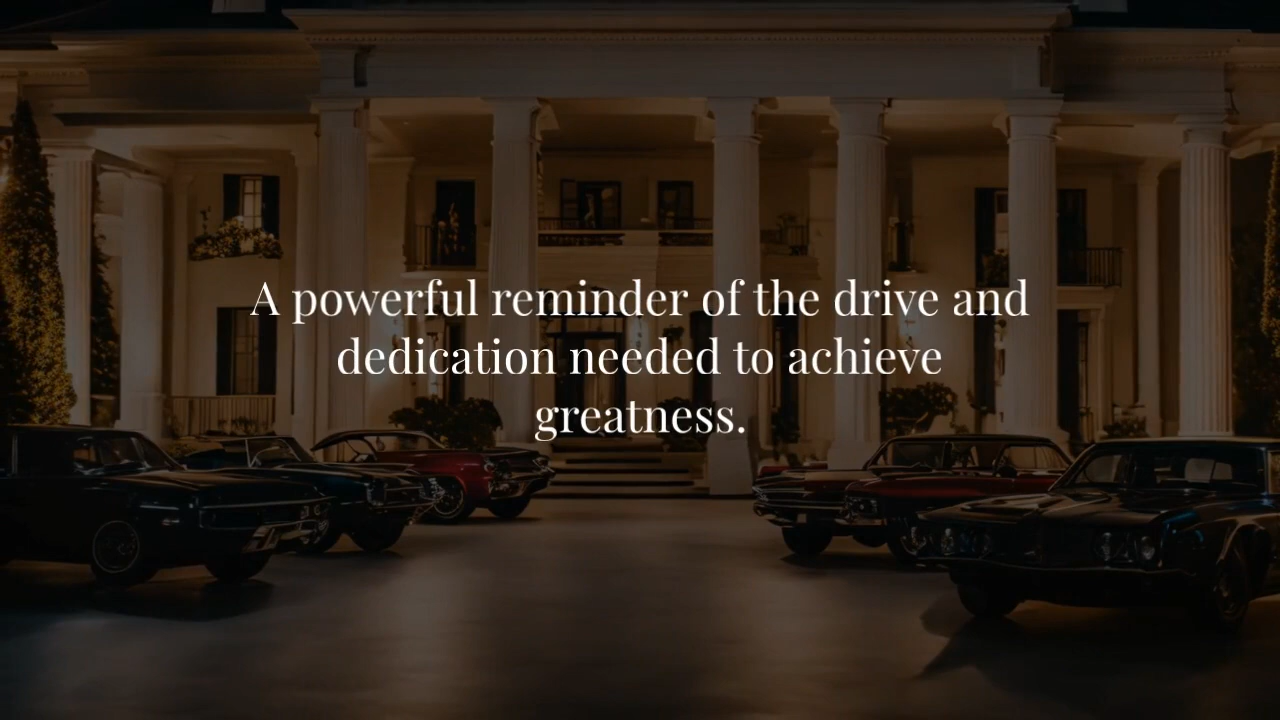 A powerful reminder of the drive and
dedication needed to achieve
greatness.